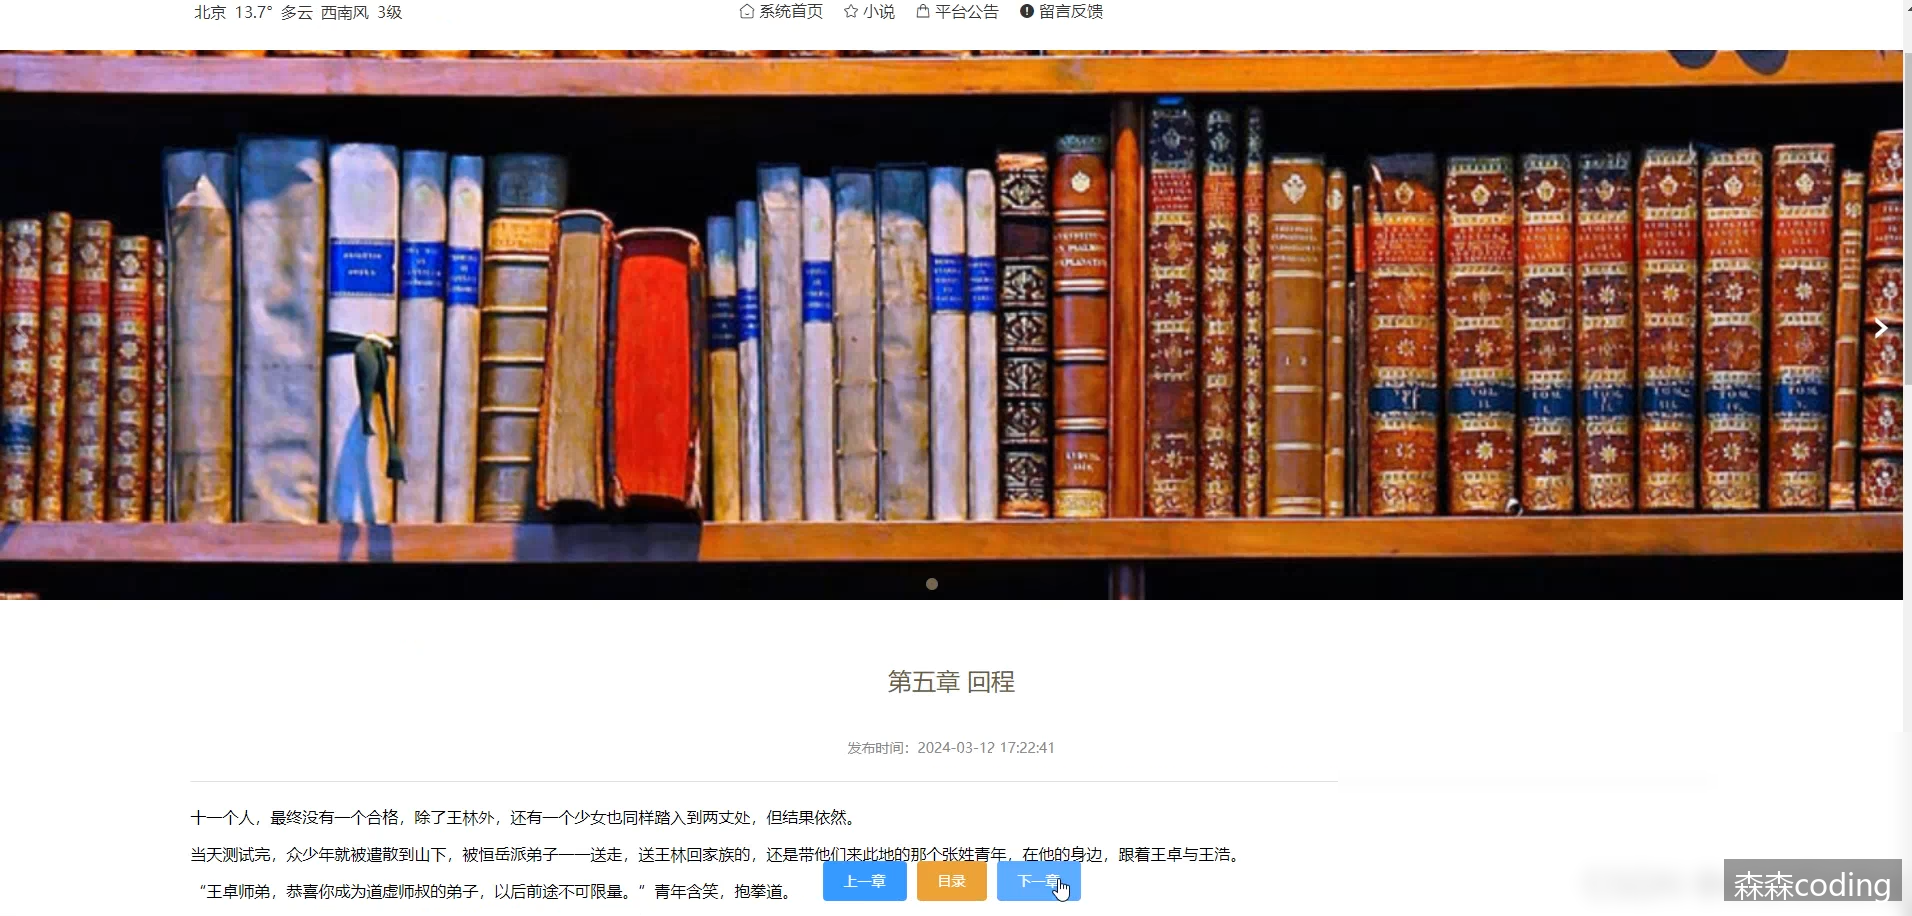 北京 13.7° 多云 西南风 3级
系统首页 小说 平台公告 留言反馈
第五章 回程
发布时间：2024-03-12 17:22:41
十一个人，最终没有一个合格，除了王林外，还有一个少女也同样踏入到两丈处，但结果依然。
当天测试完，众少年就被遣散到山下，被恒岳派弟子一一送走，送王林回家族的，还是带他们来此地的那个张姓青年，在他的身边，跟着王卓与王浩。
“王卓师弟，恭喜你成为道虚师叔的弟子，以后前途不可限量。”青年含笑，抱拳道。
上一章 目录 下一章
森森coding